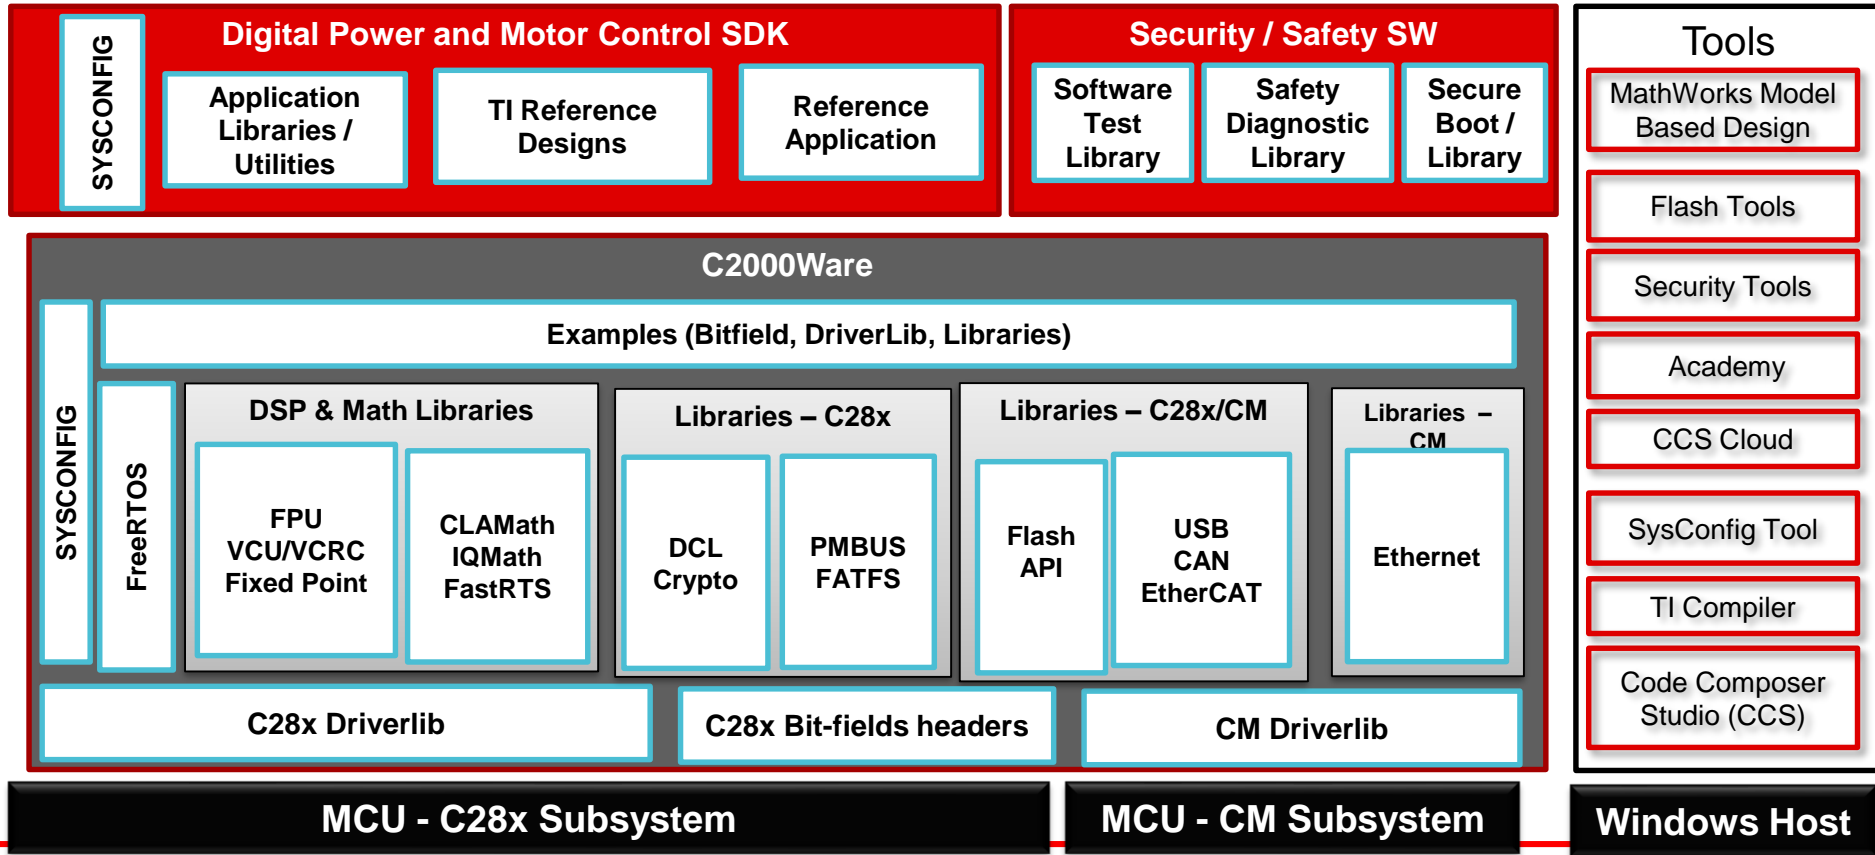 Digital Power and Motor Control SDK
SYSCONFIG
Application
Libraries /
Utilities
TI Reference
Designs
Reference
Application
Security / Safety SW
Software
Test
Library
Safety
Diagnostic
Library
Secure
Boot /
Library
Tools
MathWorks Model
Based Design
Flash Tools
Security Tools
Academy
CCS Cloud
SysConfig Tool
TI Compiler
Code Composer
Studio (CCS)
C2000Ware
SYSCONFIG
Examples (Bitfield, DriverLib, Libraries)
FreeRTOS
DSP & Math Libraries
FPU
VCU/VCRC
Fixed Point
CLAMath
IQMath
FastRTS
Libraries – C28x
DCL
Crypto
PMBUS
FATFS
Libraries – C28x/CM
Flash
API
USB
CAN
EtherCAT
Libraries –
CM
Ethernet
C28x Driverlib
C28x Bit-fields headers
CM Driverlib
MCU - C28x Subsystem
MCU - CM Subsystem
Windows Host